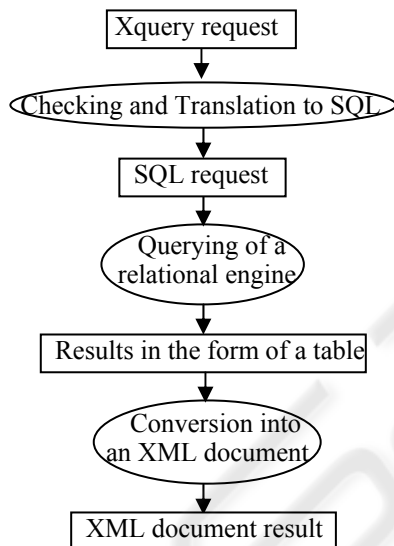 Xquery request
Checking and Translation to SQL
SQL request
Querying of a
relational engine
Results in the form of a table
Conversion into
an XML document
XML document result